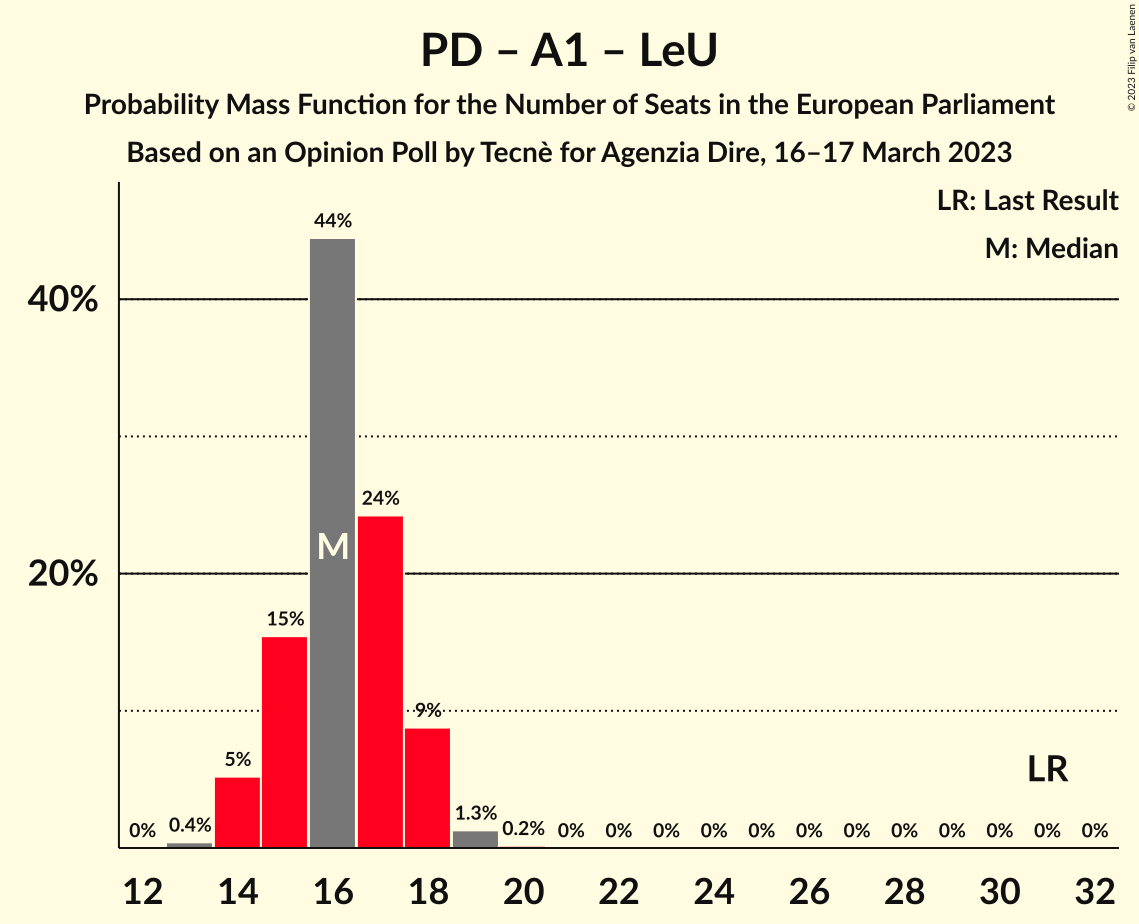 PD – A1 – LeU
Probability Mass Function for the Number of Seats in the European Parliament
Based on an Opinion Poll by Tecnè for Agenzia Dire, 16–17 March 2023
© 2023 Filip van Laenen
LR: Last Result
M: Median
44%
40%
24%
M
20%
15%
9%
5%
LR
0% 0.4% 1.3% 0.2% 0% 0% 0% 0% 0% 0% 0% 0% 0% 0% 0% 0%
12 14 16 18 20 22 24 26 28 30 32